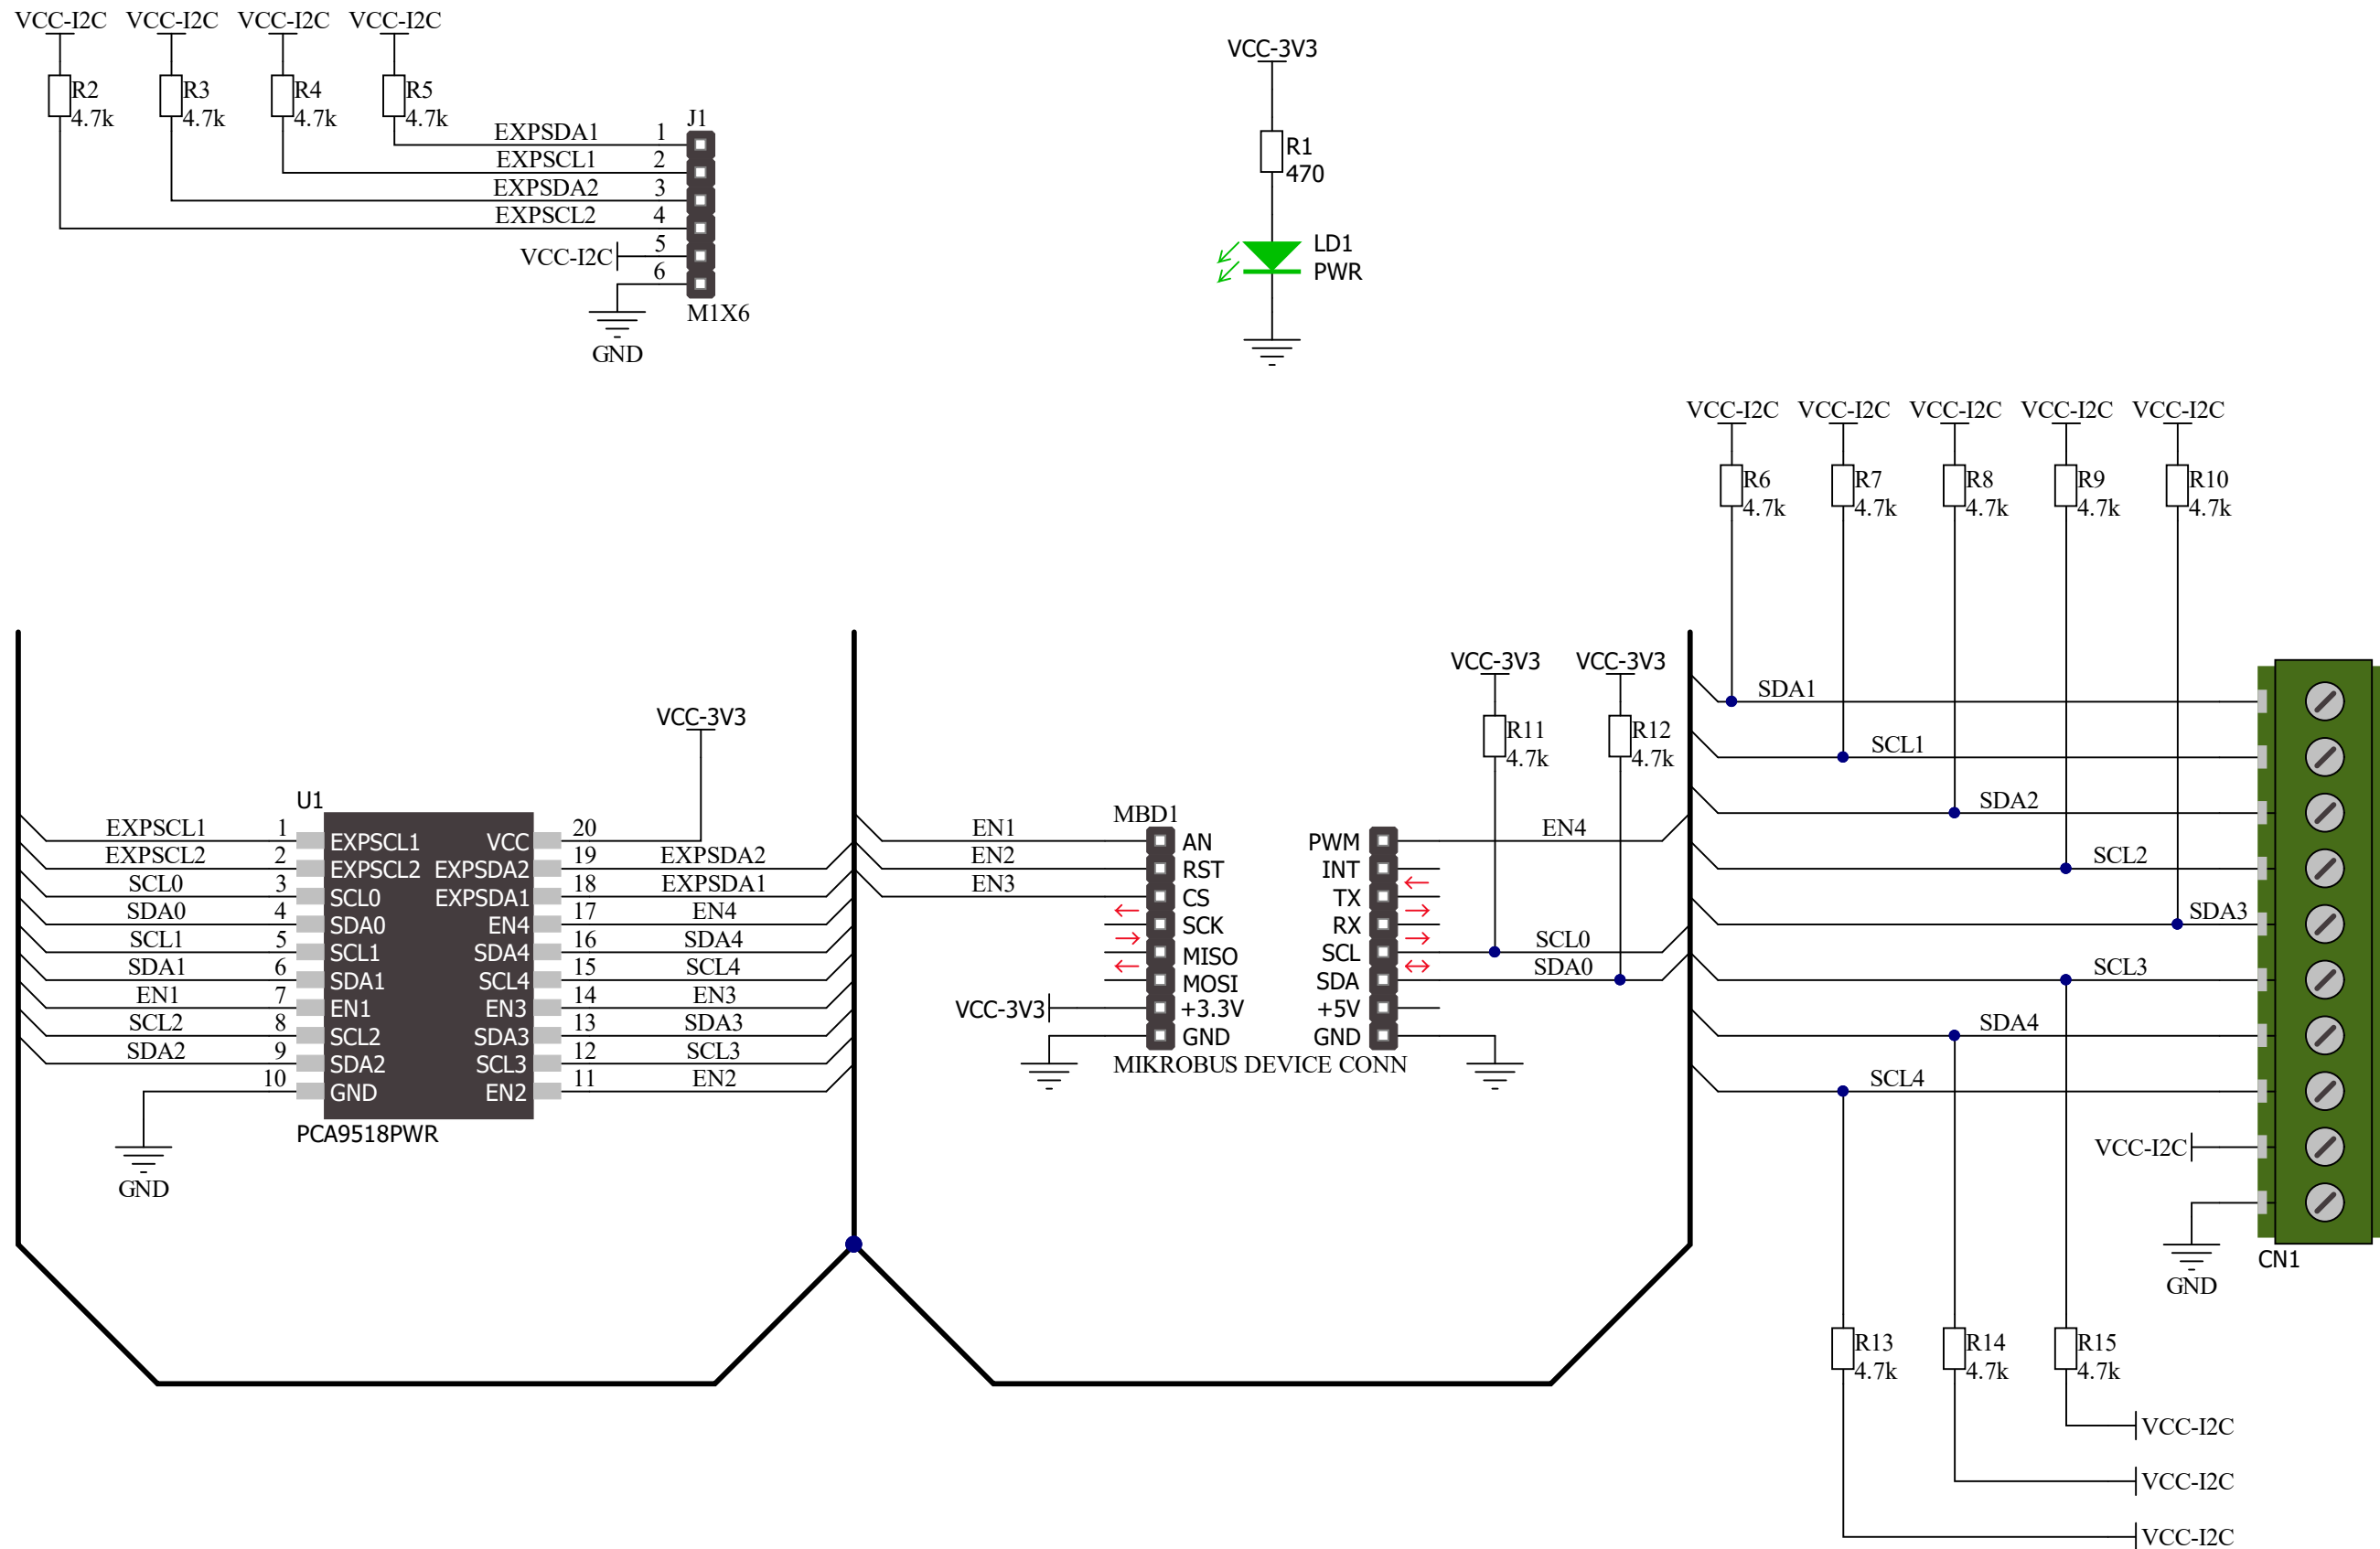 VCC-I2C VCC-I2C VCC-I2C VCC-I2C
R2 R3 R4 R5
4.7k 4.7k 4.7k 4.7k
J1
EXPSDA1 1
EXPSCL1 2
EXPSDA2 3
EXPSCL2 4
VCC-I2C 5
6
M1X6
GND
VCC-3V3
R1
470
LD1
PWR
VCC-I2C VCC-I2C VCC-I2C VCC-I2C VCC-I2C
R6 R7 R8 R9 R10
4.7k 4.7k 4.7k 4.7k 4.7k
VCC-3V3
U1
EXPSCL1 1 EXPSCL1 VCC 20
EXPSCL2 2 EXPSCL2 EXPSDA2 19 EXPSDA2
SCL0 3 SCL0 EXPSDA1 18 EXPSDA1
SDA0 4 SDA0 EN4 17 EN4
SCL1 5 SCL1 SDA4 16 SDA4
SDA1 6 SDA1 SCL4 15 SCL4
EN1 7 EN1 EN3 14 EN3
SCL2 8 SCL2 SDA3 13 SDA3
SDA2 9 SDA2 SCL3 12 SCL3
10 GND EN2 11 EN2
PCA9518PWR
GND
VCC-3V3 VCC-3V3
R11 R12
4.7k 4.7k
MBD1
EN1 AN PWM EN4
EN2 RST INT
EN3 CS TX
SCK RX
MISO SCL SCL0
MOSI SDA SDA0
VCC-3V3 +3.3V +5V
GND GND
MIKROBUS DEVICE CONN
SDA1
SCL1
SDA2
SCL2
SDA3
SCL3
SDA4
SCL4
VCC-I2C
GND
CN1
R13 R14 R15
4.7k 4.7k 4.7k
VCC-I2C
VCC-I2C
VCC-I2C